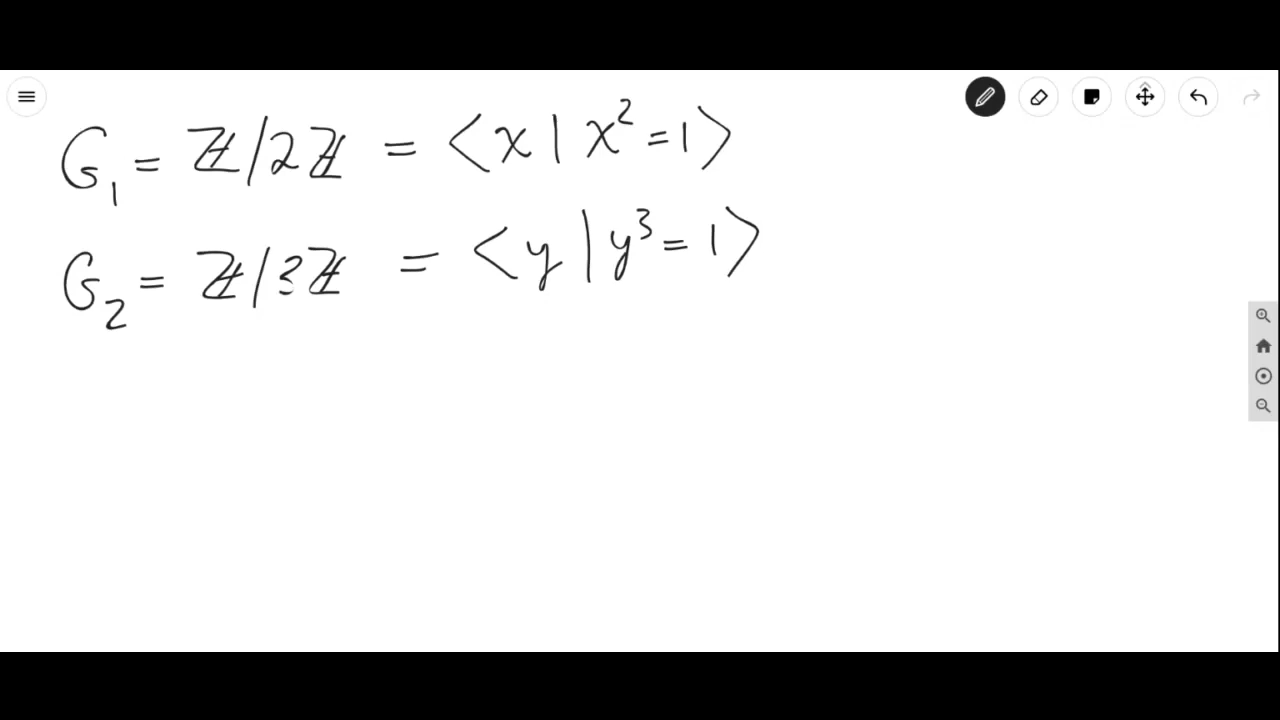 G₁ = ℤ/2ℤ = ⟨x | x² = 1⟩
G₂ = ℤ/3ℤ = ⟨y | y³ = 1⟩